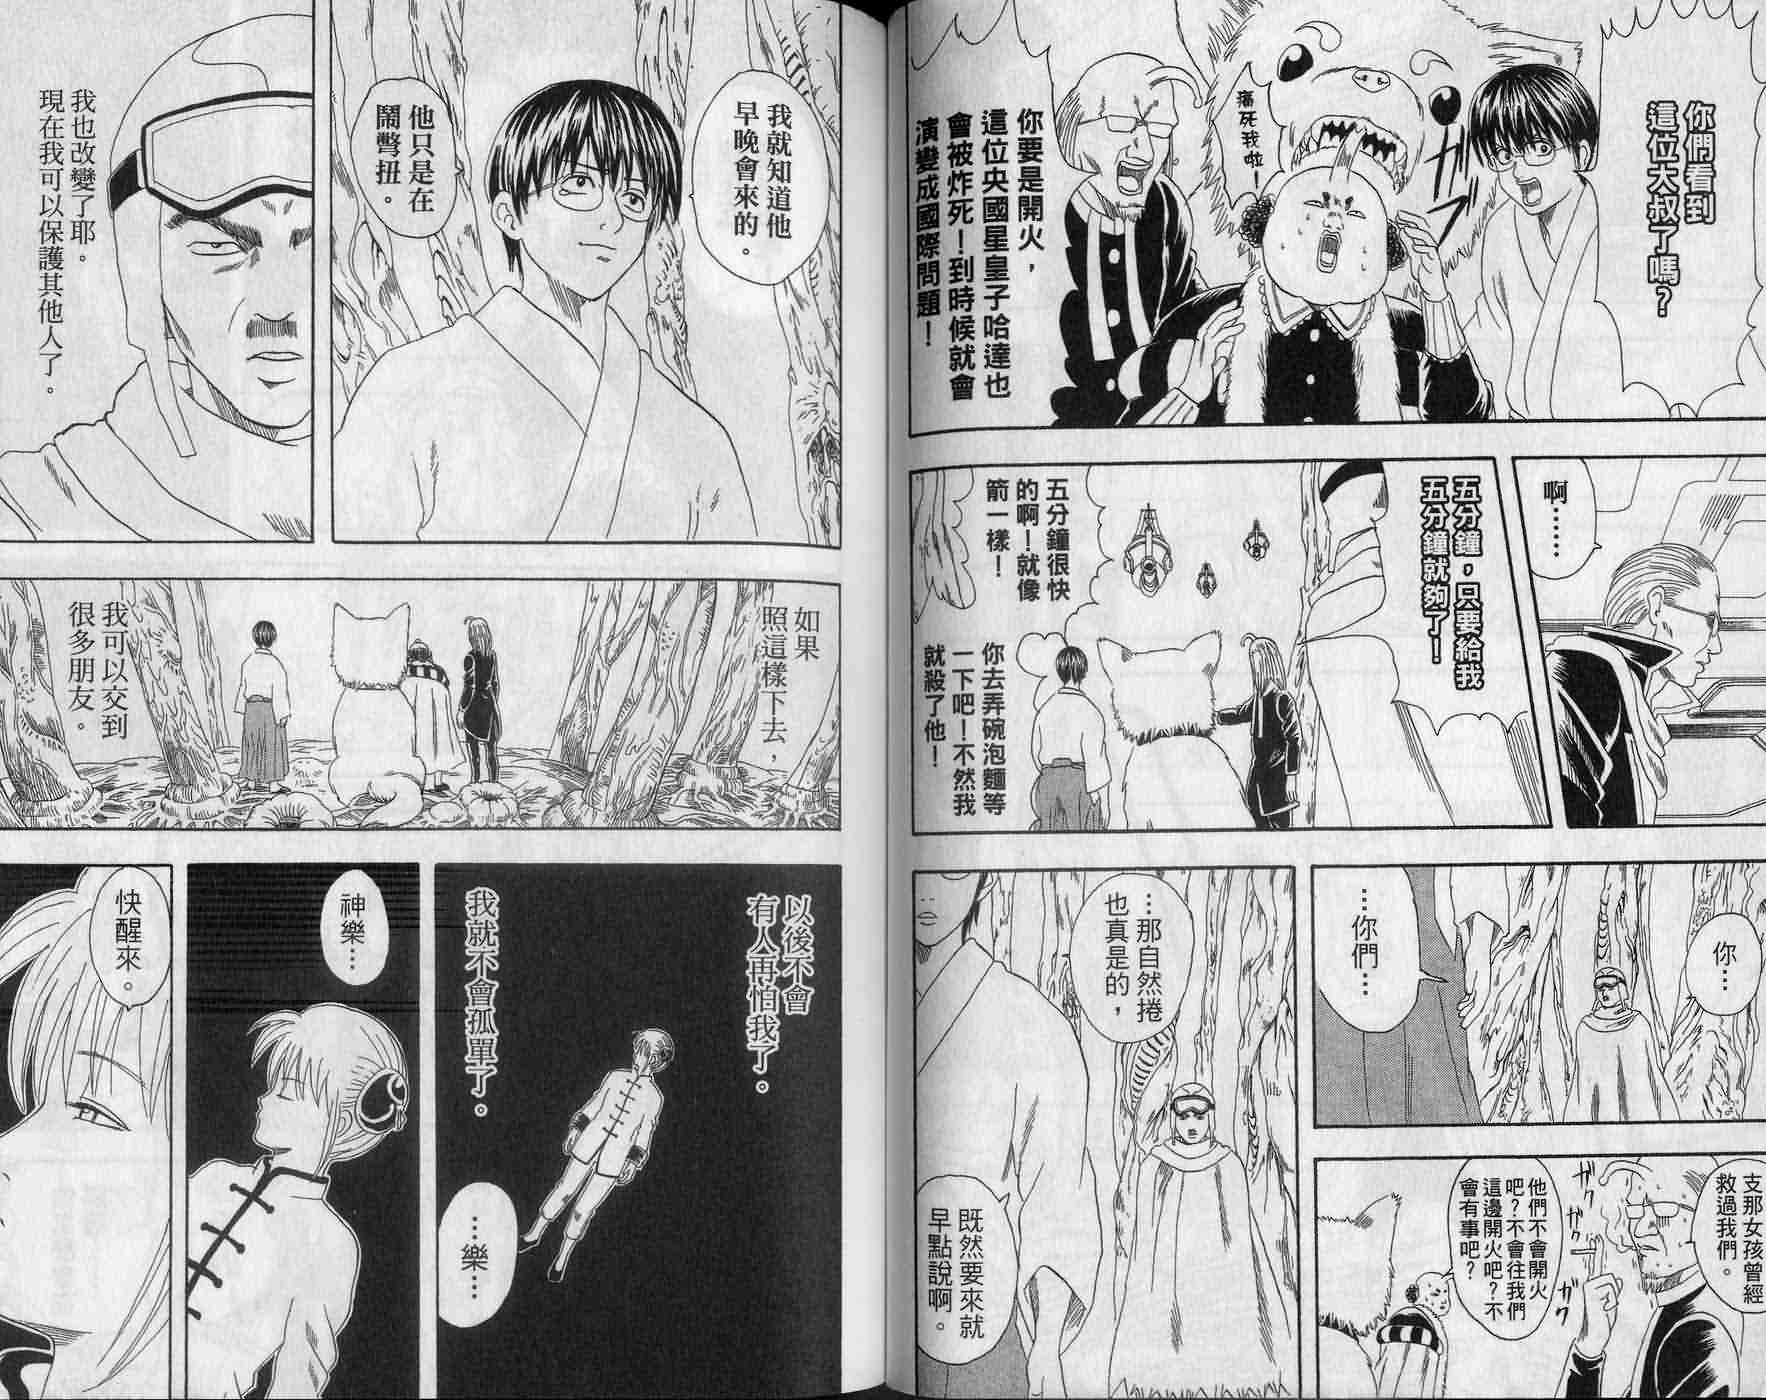 你們看到
這位大叔了嗎？
痛死我啦！
ガブ
你要是開火，
這位央國星皇子哈達也
會被炸死！到時候就會
演變成國際問題！
啊……
五分鐘，只要給我
五分鐘就夠了！
五分鐘很快
的啊！就像
箭一樣！
你去弄碗泡麵等
一下吧！不然我
就殺了他！
你…
…你們…
支那女孩曾經
救過我們。
ガク
ガク
他們不會開火
吧？不會往我們
這邊開火吧？不
會有事吧？
…那自然捲
也真是的，
既然要來就
早點說啊。
我就知道他
早晚會來的。
他只是在
鬧彆扭。
我也改變了耶。
現在我可以保護其他人了。
如果
照這樣下去，
我可以交到
很多朋友。
以後不會
有人再怕我了。
我就不會孤單了。
…樂…
神樂…
快醒來。